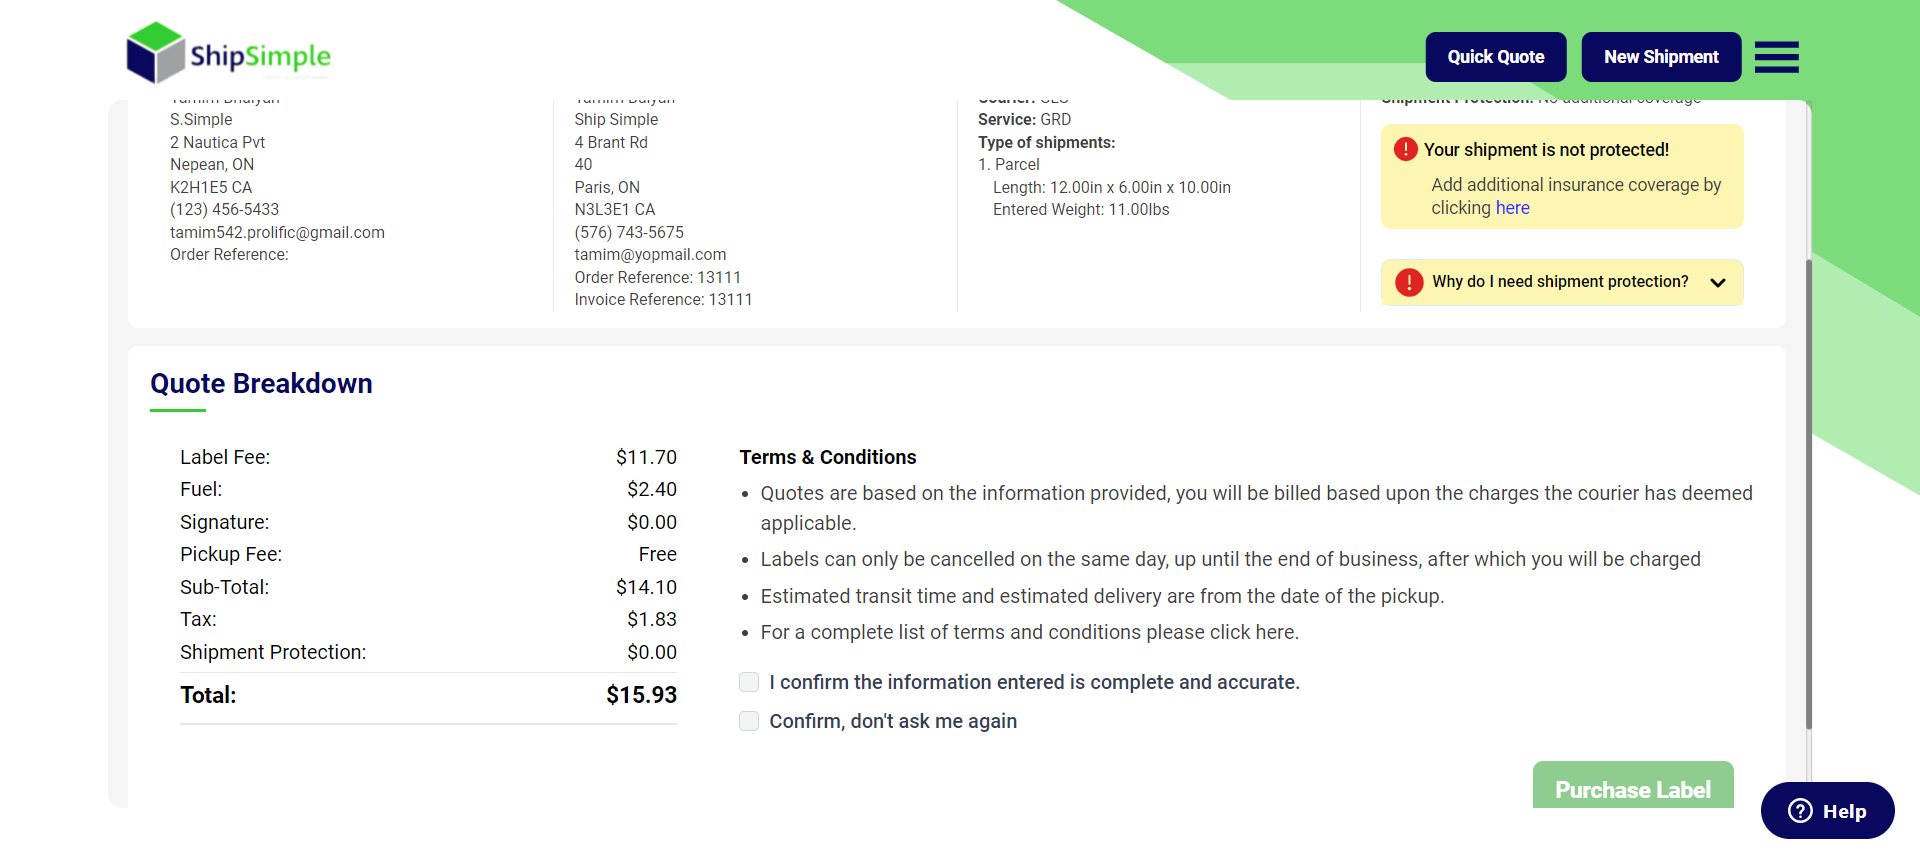 ShipSimple
Quick Quote
New Shipment
S.Simple
2 Nautica Pvt
Nepean, ON
K2H1E5 CA
(123) 456-5433
tamim542.prolific@gmail.com
Order Reference:
Ship Simple
4 Brant Rd
40
Paris, ON
N3L3E1 CA
(576) 743-5675
tamim@yopmail.com
Order Reference: 13111
Invoice Reference: 13111
Service: GRD
Type of shipments:
1. Parcel
Length: 12.00in x 6.00in x 10.00in
Entered Weight: 11.00lbs
Shipment Protection: No additional coverage
Your shipment is not protected!
Add additional insurance coverage by
clicking here
Why do I need shipment protection?
Quote Breakdown
Label Fee: $11.70
Fuel: $2.40
Signature: $0.00
Pickup Fee: Free
Sub-Total: $14.10
Tax: $1.83
Shipment Protection: $0.00
Total: $15.93
Terms & Conditions
• Quotes are based on the information provided, you will be billed based upon the charges the courier has deemed
applicable.
• Labels can only be cancelled on the same day, up until the end of business, after which you will be charged
• Estimated transit time and estimated delivery are from the date of the pickup.
• For a complete list of terms and conditions please click here.
I confirm the information entered is complete and accurate.
Confirm, don't ask me again
Purchase Label
Help